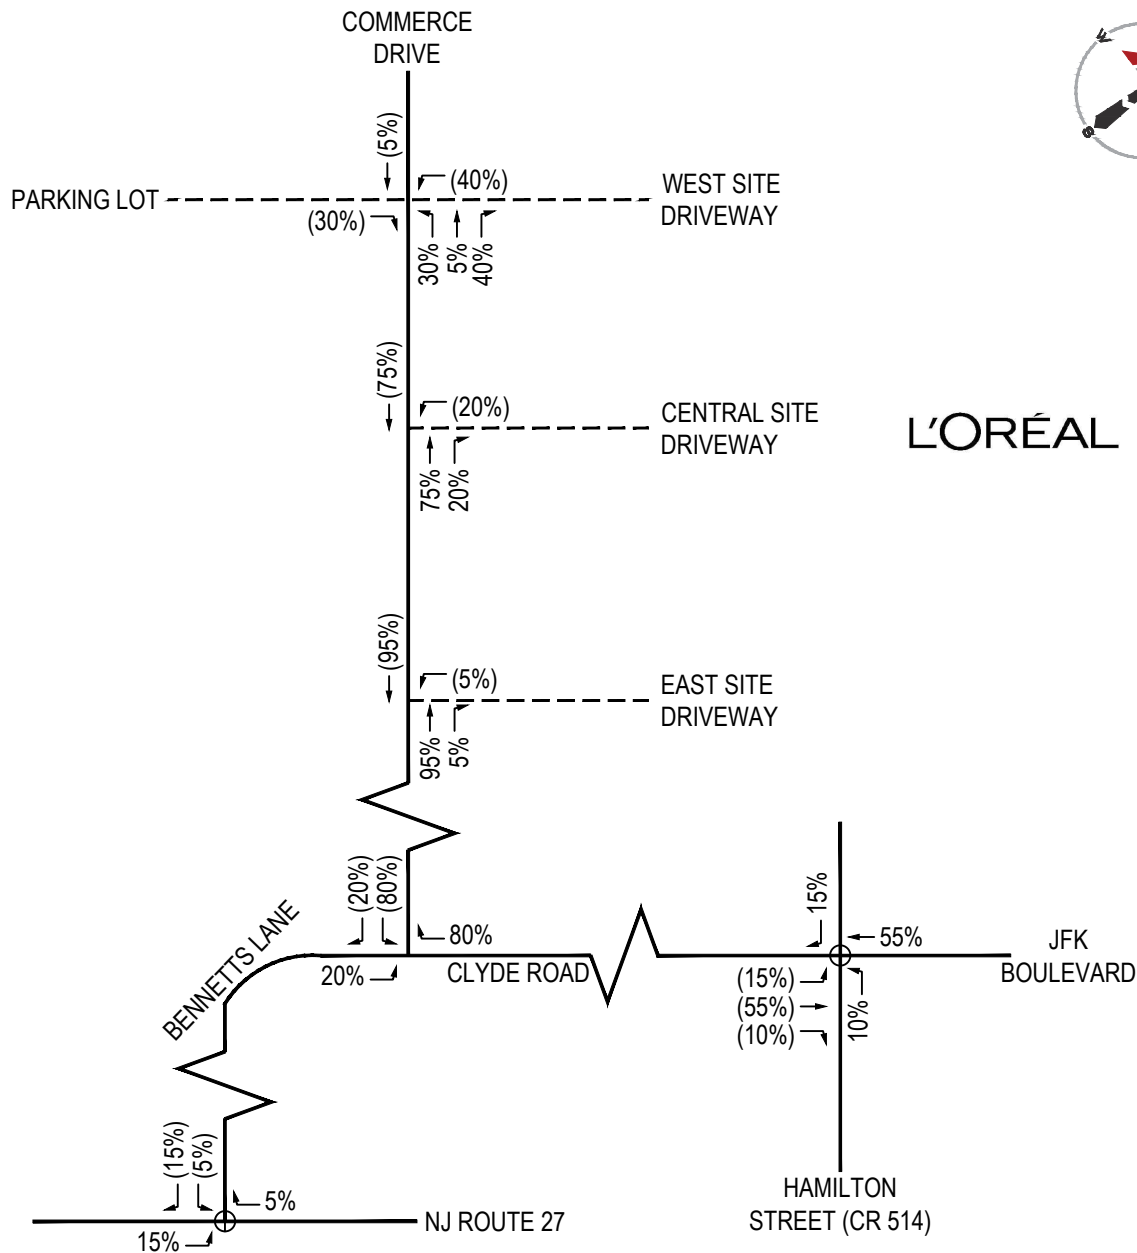 COMMERCE
DRIVE
(5%)
(40%)
PARKING LOT
WEST SITE
DRIVEWAY
(30%)
30%
5%
40%
(75%)
(20%)
CENTRAL SITE
DRIVEWAY
L'ORÉAL
75%
20%
(95%)
(5%)
EAST SITE
DRIVEWAY
95%
5%
(20%)
(80%)
80%
20%
CLYDE ROAD
BENNETTS LANE
15%
55%
JFK
BOULEVARD
(15%)
(55%)
(10%)
10%
HAMILTON
STREET (CR 514)
(15%)
(5%)
5%
15%
NJ ROUTE 27